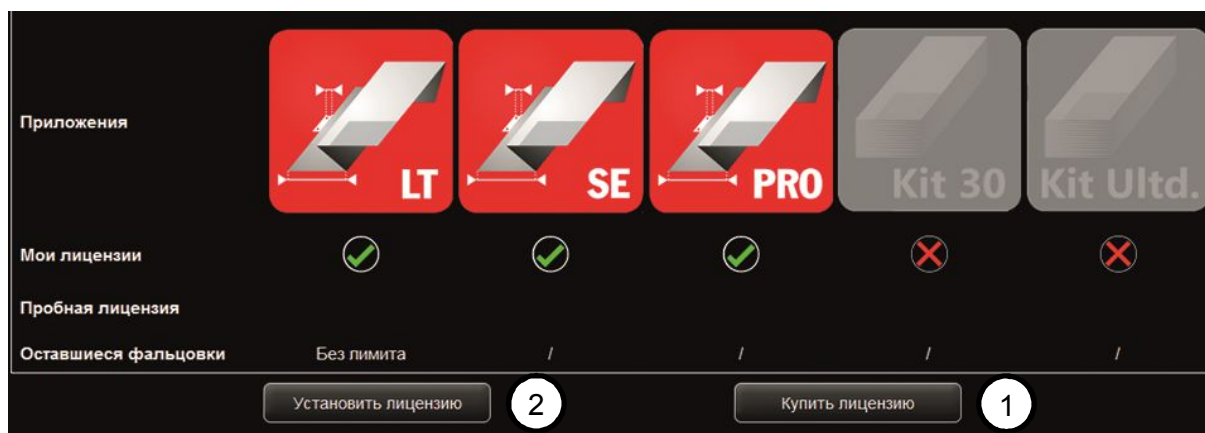 Приложения
LT
SE
PRO
Kit 30
Kit Ultd.
Мои лицензии
Пробная лицензия
Оставшиеся фальцовки Без лимита / / / /
Установить лицензию 2 Купить лицензию 1